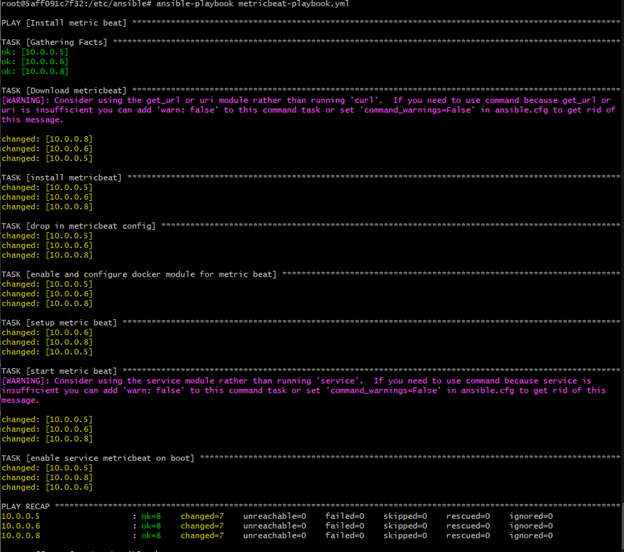 root@5aff091c7f32:/etc/ansible# ansible-playbook metricbeat-playbook.yml
PLAY [Install metric beat] ****************************************************************************************************
TASK [Gathering Facts] ********************************************************************************************************
ok: [10.0.0.5]
ok: [10.0.0.6]
ok: [10.0.0.8]
TASK [Download metricbeat] ****************************************************************************************************
[WARNING]: Consider using the get_url or uri module rather than running 'curl'.  If you need to use command because get_url or
uri is insufficient you can add 'warn: false' to this command task or set 'command_warnings=False' in ansible.cfg to get rid of
this message.
changed: [10.0.0.8]
changed: [10.0.0.6]
changed: [10.0.0.5]
TASK [install metricbeat] *****************************************************************************************************
changed: [10.0.0.5]
changed: [10.0.0.6]
changed: [10.0.0.8]
TASK [drop in metricbeat config] **********************************************************************************************
changed: [10.0.0.5]
changed: [10.0.0.6]
changed: [10.0.0.8]
TASK [enable and configure docker module for metric beat] *********************************************************************
changed: [10.0.0.5]
changed: [10.0.0.6]
changed: [10.0.0.8]
TASK [setup metric beat] ******************************************************************************************************
changed: [10.0.0.6]
changed: [10.0.0.8]
changed: [10.0.0.5]
TASK [start metric beat] ******************************************************************************************************
[WARNING]: Consider using the service module rather than running 'service'.  If you need to use command because service is
insufficient you can add 'warn: false' to this command task or set 'command_warnings=False' in ansible.cfg to get rid of this
message.
changed: [10.0.0.5]
changed: [10.0.0.6]
changed: [10.0.0.8]
TASK [enable service metricbeat on boot] **************************************************************************************
changed: [10.0.0.5]
changed: [10.0.0.8]
changed: [10.0.0.6]
PLAY RECAP ********************************************************************************************************************
10.0.0.5                   : ok=8    changed=7    unreachable=0    failed=0    skipped=0    rescued=0    ignored=0
10.0.0.6                   : ok=8    changed=7    unreachable=0    failed=0    skipped=0    rescued=0    ignored=0
10.0.0.8                   : ok=8    changed=7    unreachable=0    failed=0    skipped=0    rescued=0    ignored=0